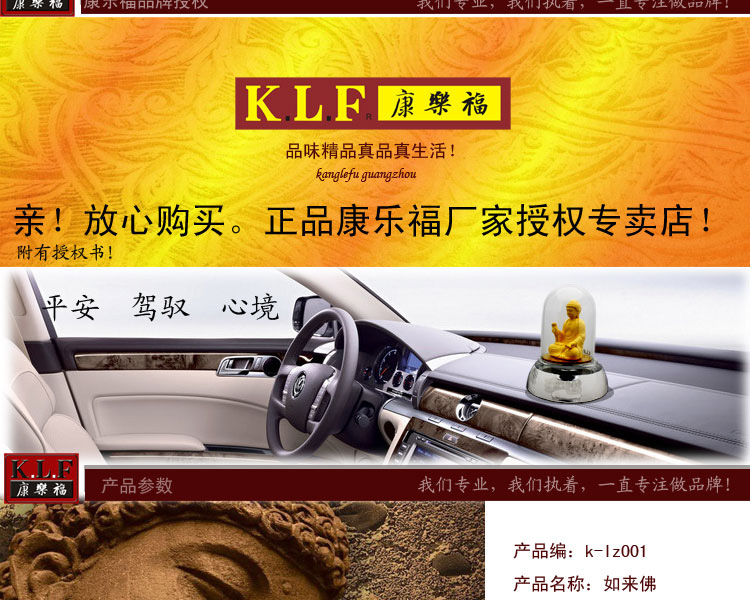 康乐福品牌授权
我们专业，我们执着，一直专注做品牌！
K.L.F® 康樂福
品味精品真品真生活！
kanglefu guangzhou
亲！放心购买。正品康乐福厂家授权专卖店！
附有授权书！
平安 驾驭 心境
K.L.F
康樂福
产品参数
我们专业，我们执着，一直专注做品牌！
产品编：k-lz001
产品名称：如来佛